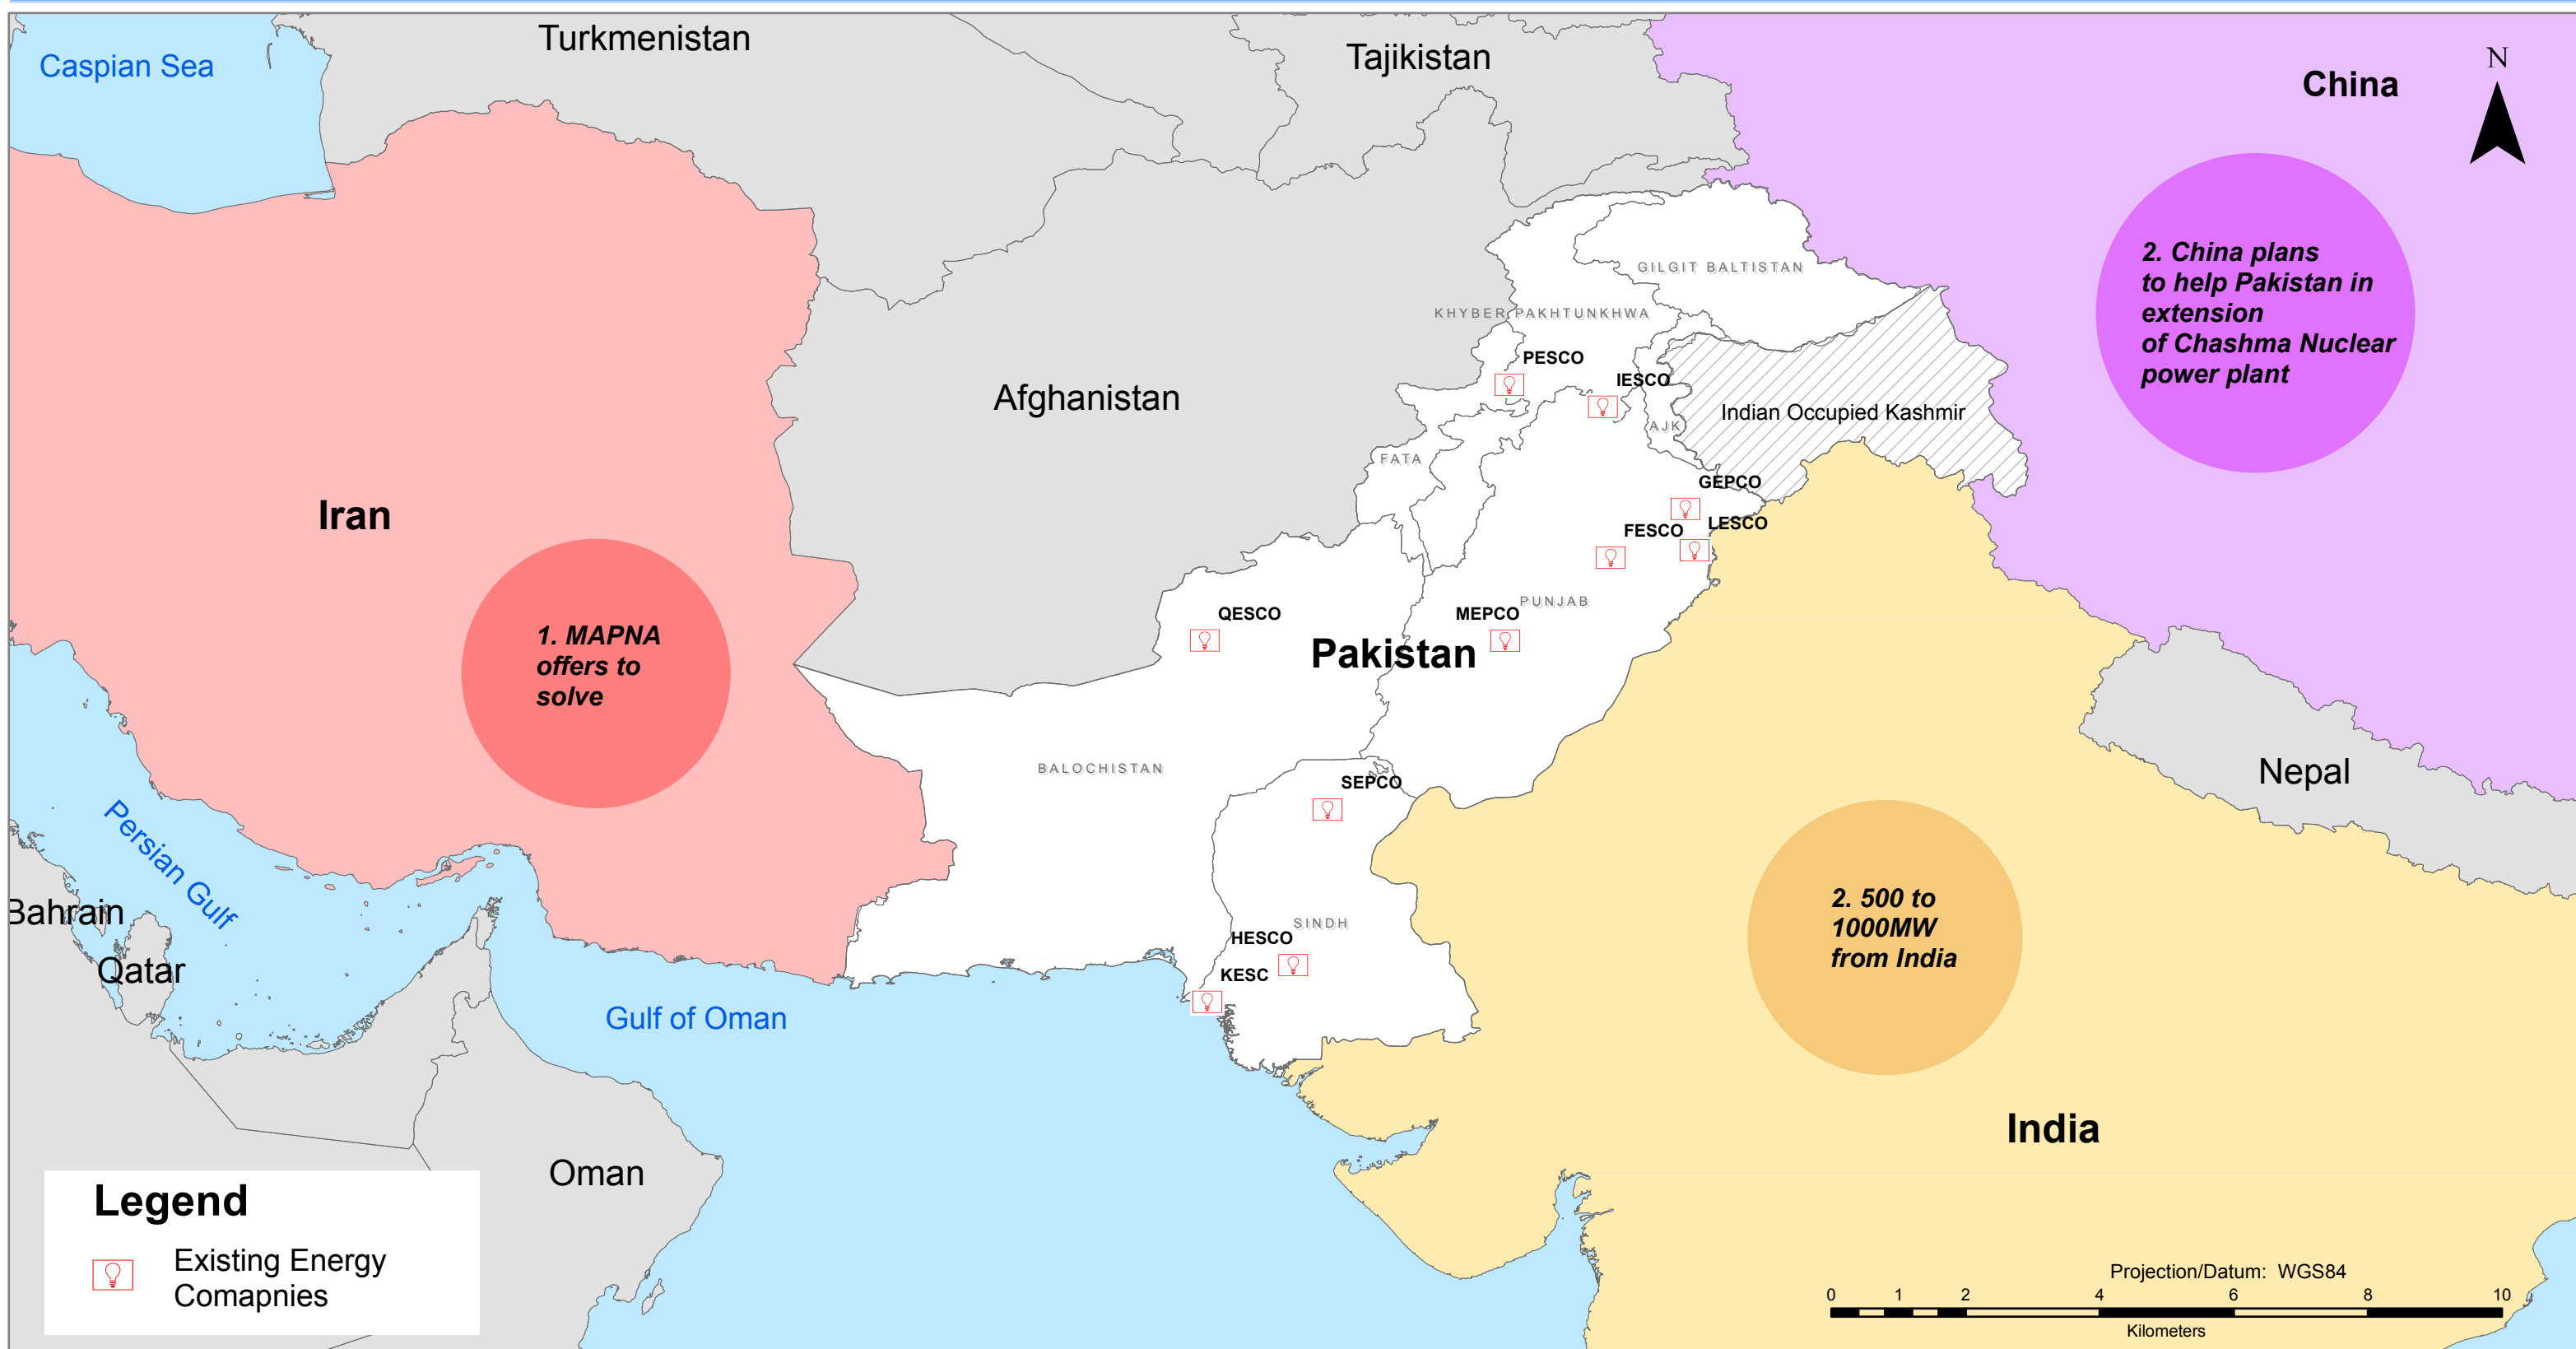 Caspian Sea
Turkmenistan
Tajikistan
China
N
2. China plans
to help Pakistan in
extension
of Chashma Nuclear
power plant
GILGIT BALTISTAN
KHYBER PAKHTUNKHWA
PESCO
IESCO
Afghanistan
Indian Occupied Kashmir
AJK
FATA
Iran
GEPCO
LESCO
FESCO
1. MAPNA
offers to
solve
QESCO
MEPCO
PUNJAB
Pakistan
BALOCHISTAN
SEPCO
Nepal
Persian Gulf
Bahrain
Qatar
2. 500 to
1000MW
from India
SINDH
HESCO
KESC
Gulf of Oman
India
Oman
Legend
Existing Energy
Comapnies
Projection/Datum: WGS84
0 1 2 4 6 8 10
Kilometers